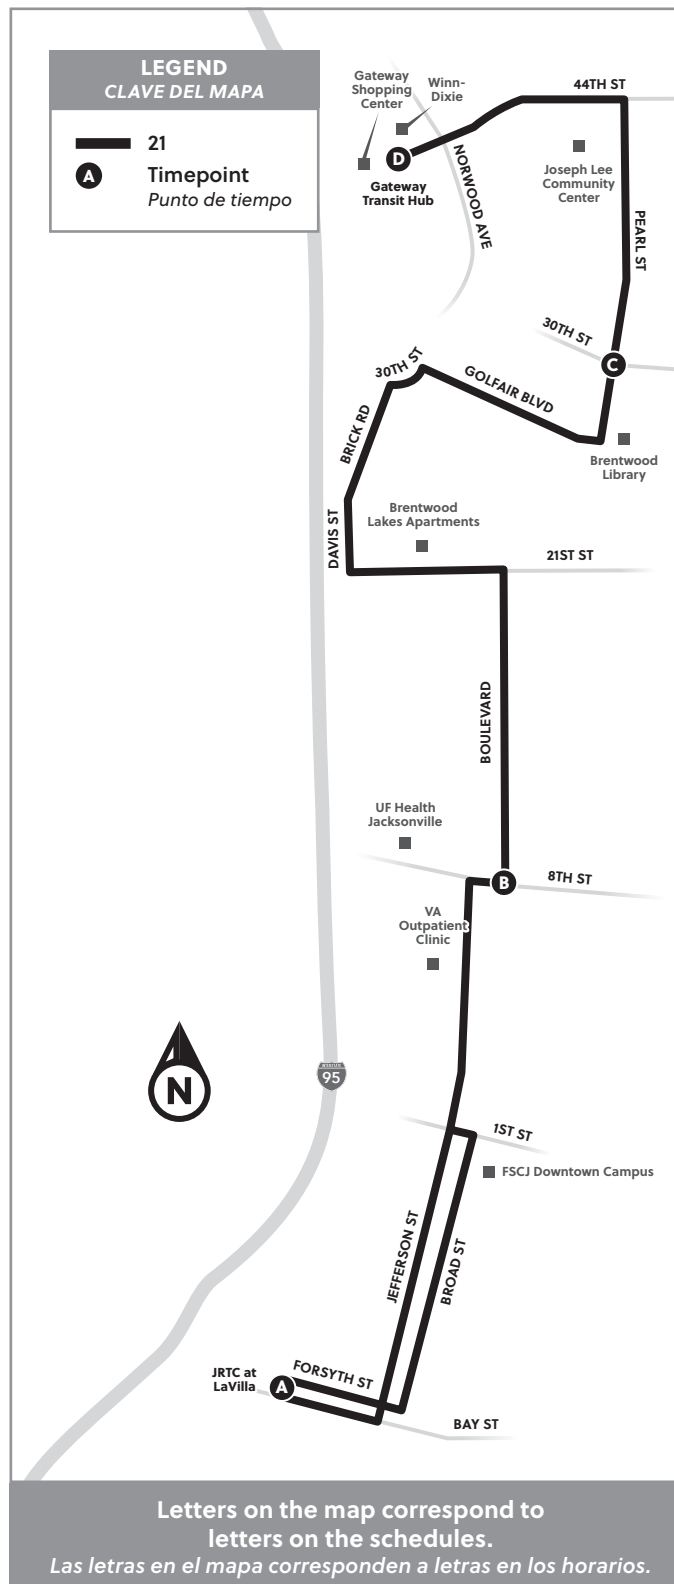 LEGEND
CLAVE DEL MAPA
21
A
Timepoint
Punto de tiempo
Gateway
Shopping
Center
Winn-
Dixie
44TH ST
D
Gateway
Transit Hub
NORWOOD AVE
Joseph Lee
Community
Center
PEARL ST
30TH ST
C
30TH ST
GOLFAIR BLVD
BRICK RD
Brentwood
Library
Brentwood
Lakes Apartments
DAVIS ST
21ST ST
BOULEVARD
UF Health
Jacksonville
B
8TH ST
VA
Outpatient
Clinic
N
95
1ST ST
FSCJ Downtown Campus
JEFFERSON ST
BROAD ST
JRTC at
LaVilla
A
FORSYTH ST
BAY ST
Letters on the map correspond to
letters on the schedules.
Las letras en el mapa corresponden a letras en los horarios.